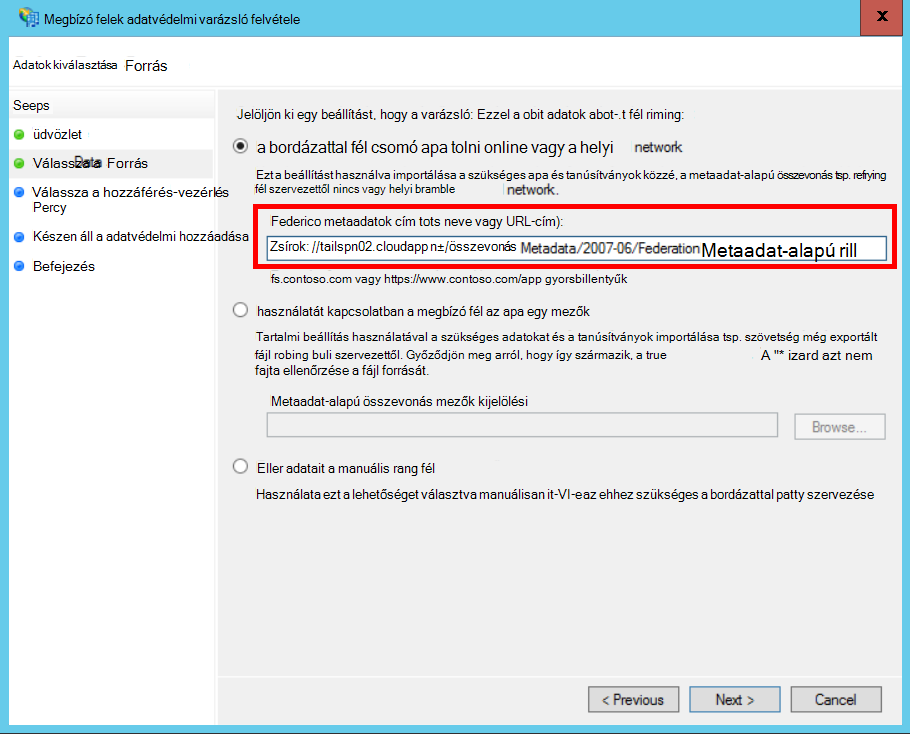 Megbízó felek adatvédelmi varázsló felvétele
x
Adatok kiválasztása Forrás
Seeps
üdvözlet
Válassza a Data Forrás
Válassza a hozzáférés-vezérlés
Percy
Készen áll a adatvédelmi hozzáadása
Befejezés
Jelöljön ki egy beállítást, hogy a varázsló: Ezzel a obit adatok abot-.t fél riming:
a bordázattal fél csomó apa tolni online vagy a helyi network
Ezt a beállítást használva importálása a szükséges apa és tanúsítványok közzé, a metaadat-alapú összevonás tsp. refrying
fél szervezettől nincs vagy helyi bramble network.
Federico metaadatok cím tots neve vagy URL-cím):
Zsírok: //tailspn02.cloudappn±/összevonás Metadata/2007-06/Federation Metaadat-alapú rill
fs.contoso.com vagy https://www.contoso.com/app gyorsbillentyűk
használatát kapcsolatban a megbízó fél az apa egy mezők
Tartalmi beállítás használatával a szükséges adatokat és a tanúsítványok importálása tsp. szövetség még exportált
fájl robing buli szervezettől. Győződjön meg arról, hogy így származik, a true A "* izard azt nem
fajta ellenőrzése a fájl forrását.
Metaadat-alapú összevonás mezők kijelölési
Browse...
Eller adatait a manuális rang fél
Használata ezt a lehetőséget választva manuálisan it-VI-eaz ehhez szükséges a bordázattal patty szervezése
< Previous
Next >
Cancel